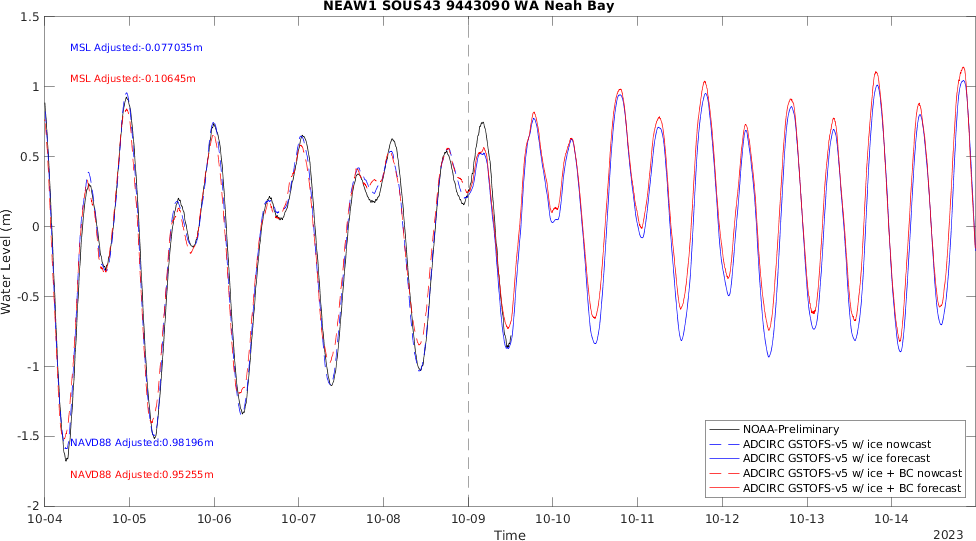 NEAW1 SOUS43 9443090 WA Neah Bay
MSL Adjusted:-0.077035m
MSL Adjusted:-0.10645m
NAVD88 Adjusted:0.98196m
NAVD88 Adjusted:0.95255m
Water Level (m)
1.5
1
0.5
0
-0.5
-1
-1.5
-2
NOAA-Preliminary
ADCIRC GSTOFS-v5 w/ ice nowcast
ADCIRC GSTOFS-v5 w/ ice forecast
ADCIRC GSTOFS-v5 w/ ice + BC nowcast
ADCIRC GSTOFS-v5 w/ ice + BC forecast
10-04 10-05 10-06 10-07 10-08 10-09 10-10 10-11 10-12 10-13 10-14
Time
2023